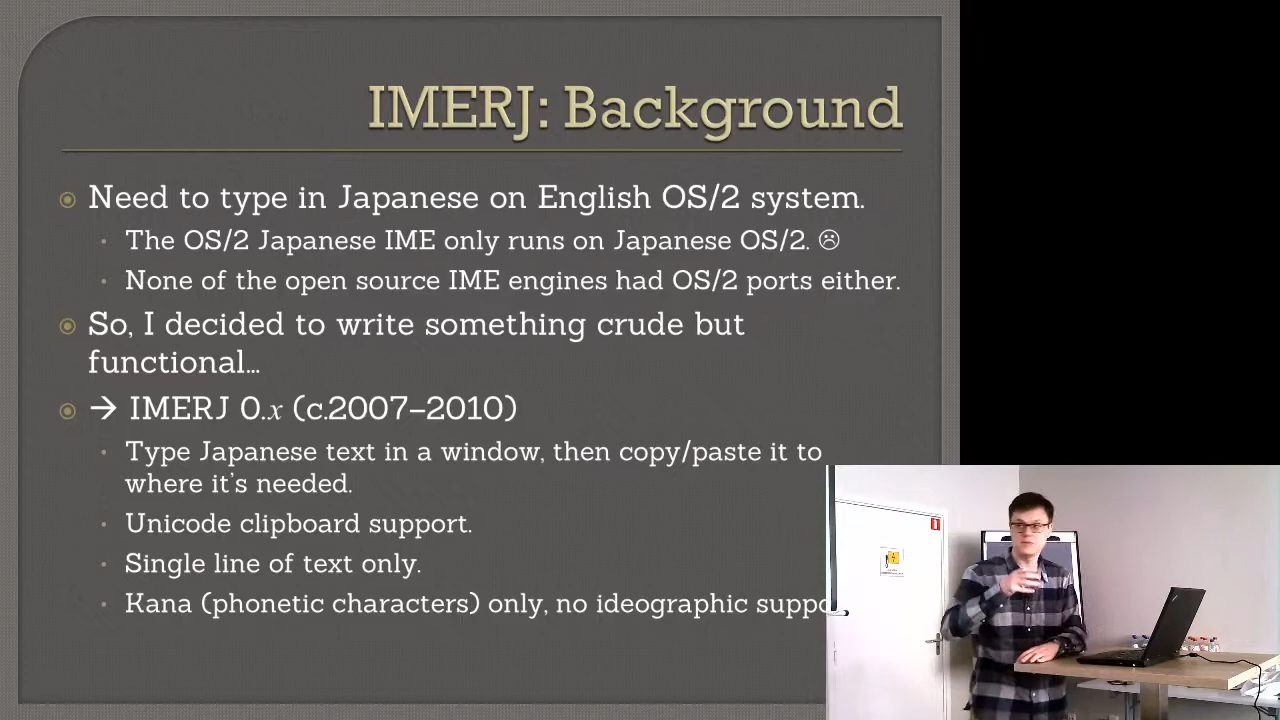 IMERJ: Background
Need to type in Japanese on English OS/2 system.
The OS/2 Japanese IME only runs on Japanese OS/2. ☹
None of the open source IME engines had OS/2 ports either.
So, I decided to write something crude but
functional…
→ IMERJ 0.x (c.2007–2010)
Type Japanese text in a window, then copy/paste it to
where it’s needed.
Unicode clipboard support.
Single line of text only.
Kana (phonetic characters) only, no ideographic